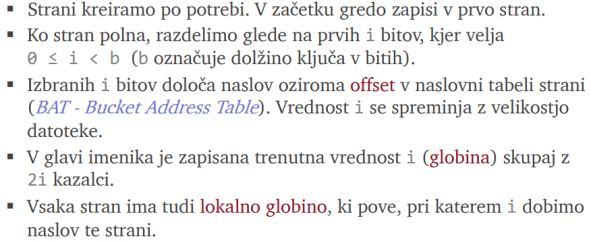 ▪ Strani kreiramo po potrebi. V začetku gredo zapisi v prvo stran.
▪ Ko stran polna, razdelimo glede na prvih i bitov, kjer velja
0 ≤ i < b (b označuje dolžino ključa v bitih).
▪ Izbranih i bitov določa naslov oziroma offset v naslovni tabeli strani
(BAT - Bucket Address Table). Vrednost i se spreminja z velikostjo
datoteke.
▪ V glavi imenika je zapisana trenutna vrednost i (globina) skupaj z
2i kazalci.
▪ Vsaka stran ima tudi lokalno globino, ki pove, pri katerem i dobimo
naslov te strani.